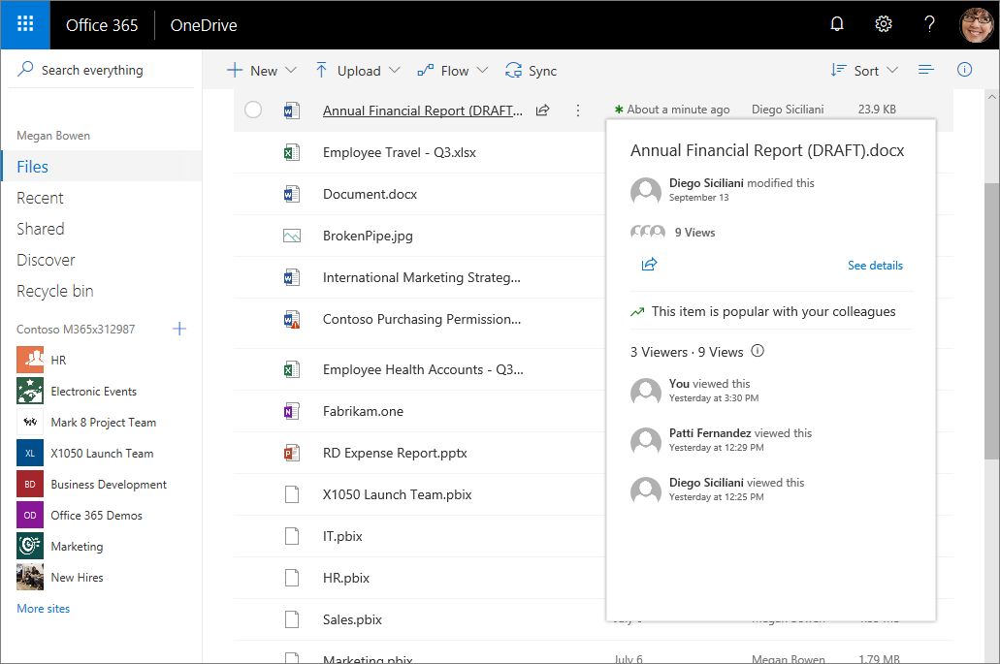 Office 365 OneDrive ?
Search everything
New Upload Flow Sync Sort
Megan Bowen
Files
Recent
Shared
Discover
Recycle bin
Contoso M365x312987
HR
Electronic Events
Mark 8 Project Team
XL X1050 Launch Team
BD Business Development
OD Office 365 Demos
Marketing
New Hires
More sites
Annual Financial Report (DRAFT... About a minute ago Diego Siciliani 23.9 KB
Employee Travel - Q3.xlsx
Document.docx
BrokenPipe.jpg
International Marketing Strateg...
Contoso Purchasing Permission...
Employee Health Accounts - Q3...
Fabrikam.one
RD Expense Report.pptx
X1050 Launch Team.pbix
IT.pbix
HR.pbix
Sales.pbix
Marketing.pbix July 6 Megan Bowen 1.79 MB
Annual Financial Report (DRAFT).docx
Diego Siciliani modified this
September 13
9 Views
See details
This item is popular with your colleagues
3 Viewers · 9 Views
You viewed this
Yesterday at 3:30 PM
Patti Fernandez viewed this
Yesterday at 12:29 PM
Diego Siciliani viewed this
Yesterday at 12:25 PM